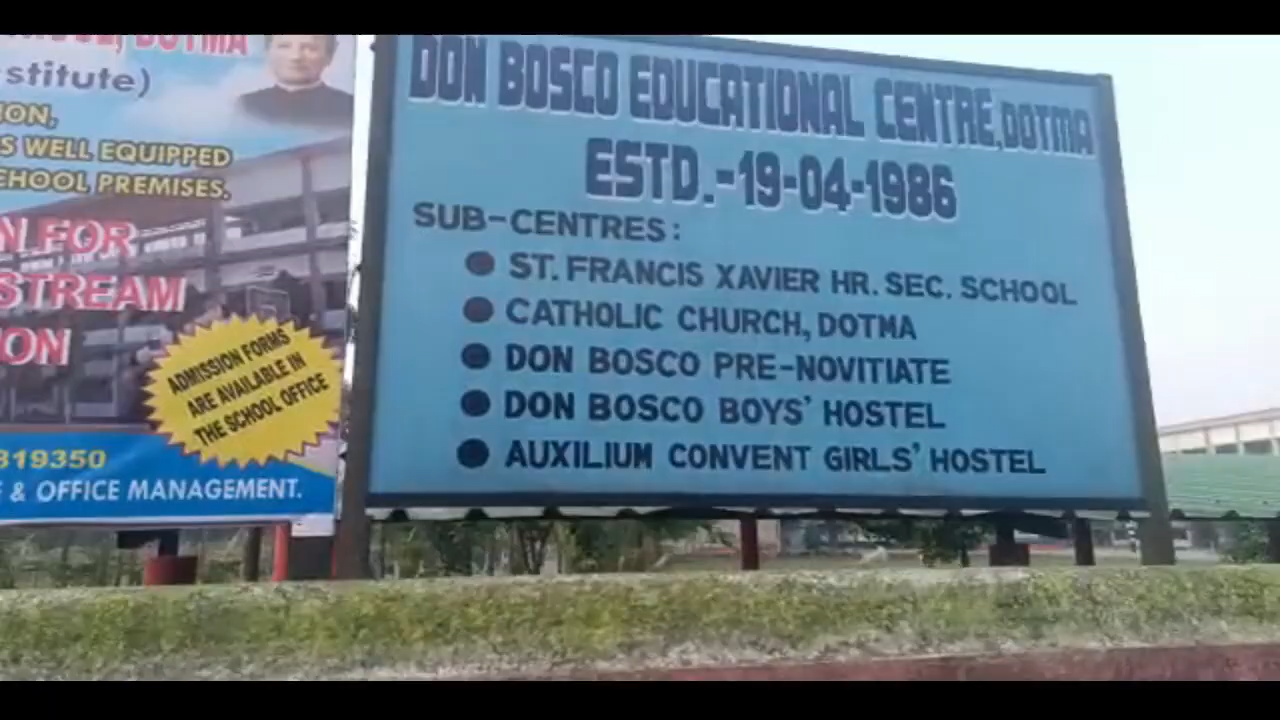 DOTMA
stitute)
ION,
S WELL EQUIPPED
CHOOL PREMISES.
N FOR
STREAM
ION
ADMISSION FORMS
ARE AVAILABLE IN
THE SCHOOL OFFICE
319350
& OFFICE MANAGEMENT.
DON BOSCO EDUCATIONAL CENTRE, DOTMA
ESTD.-19-04-1986
SUB-CENTRES:
● ST. FRANCIS XAVIER HR. SEC. SCHOOL
● CATHOLIC CHURCH, DOTMA
● DON BOSCO PRE-NOVITIATE
● DON BOSCO BOYS' HOSTEL
● AUXILIUM CONVENT GIRLS' HOSTEL